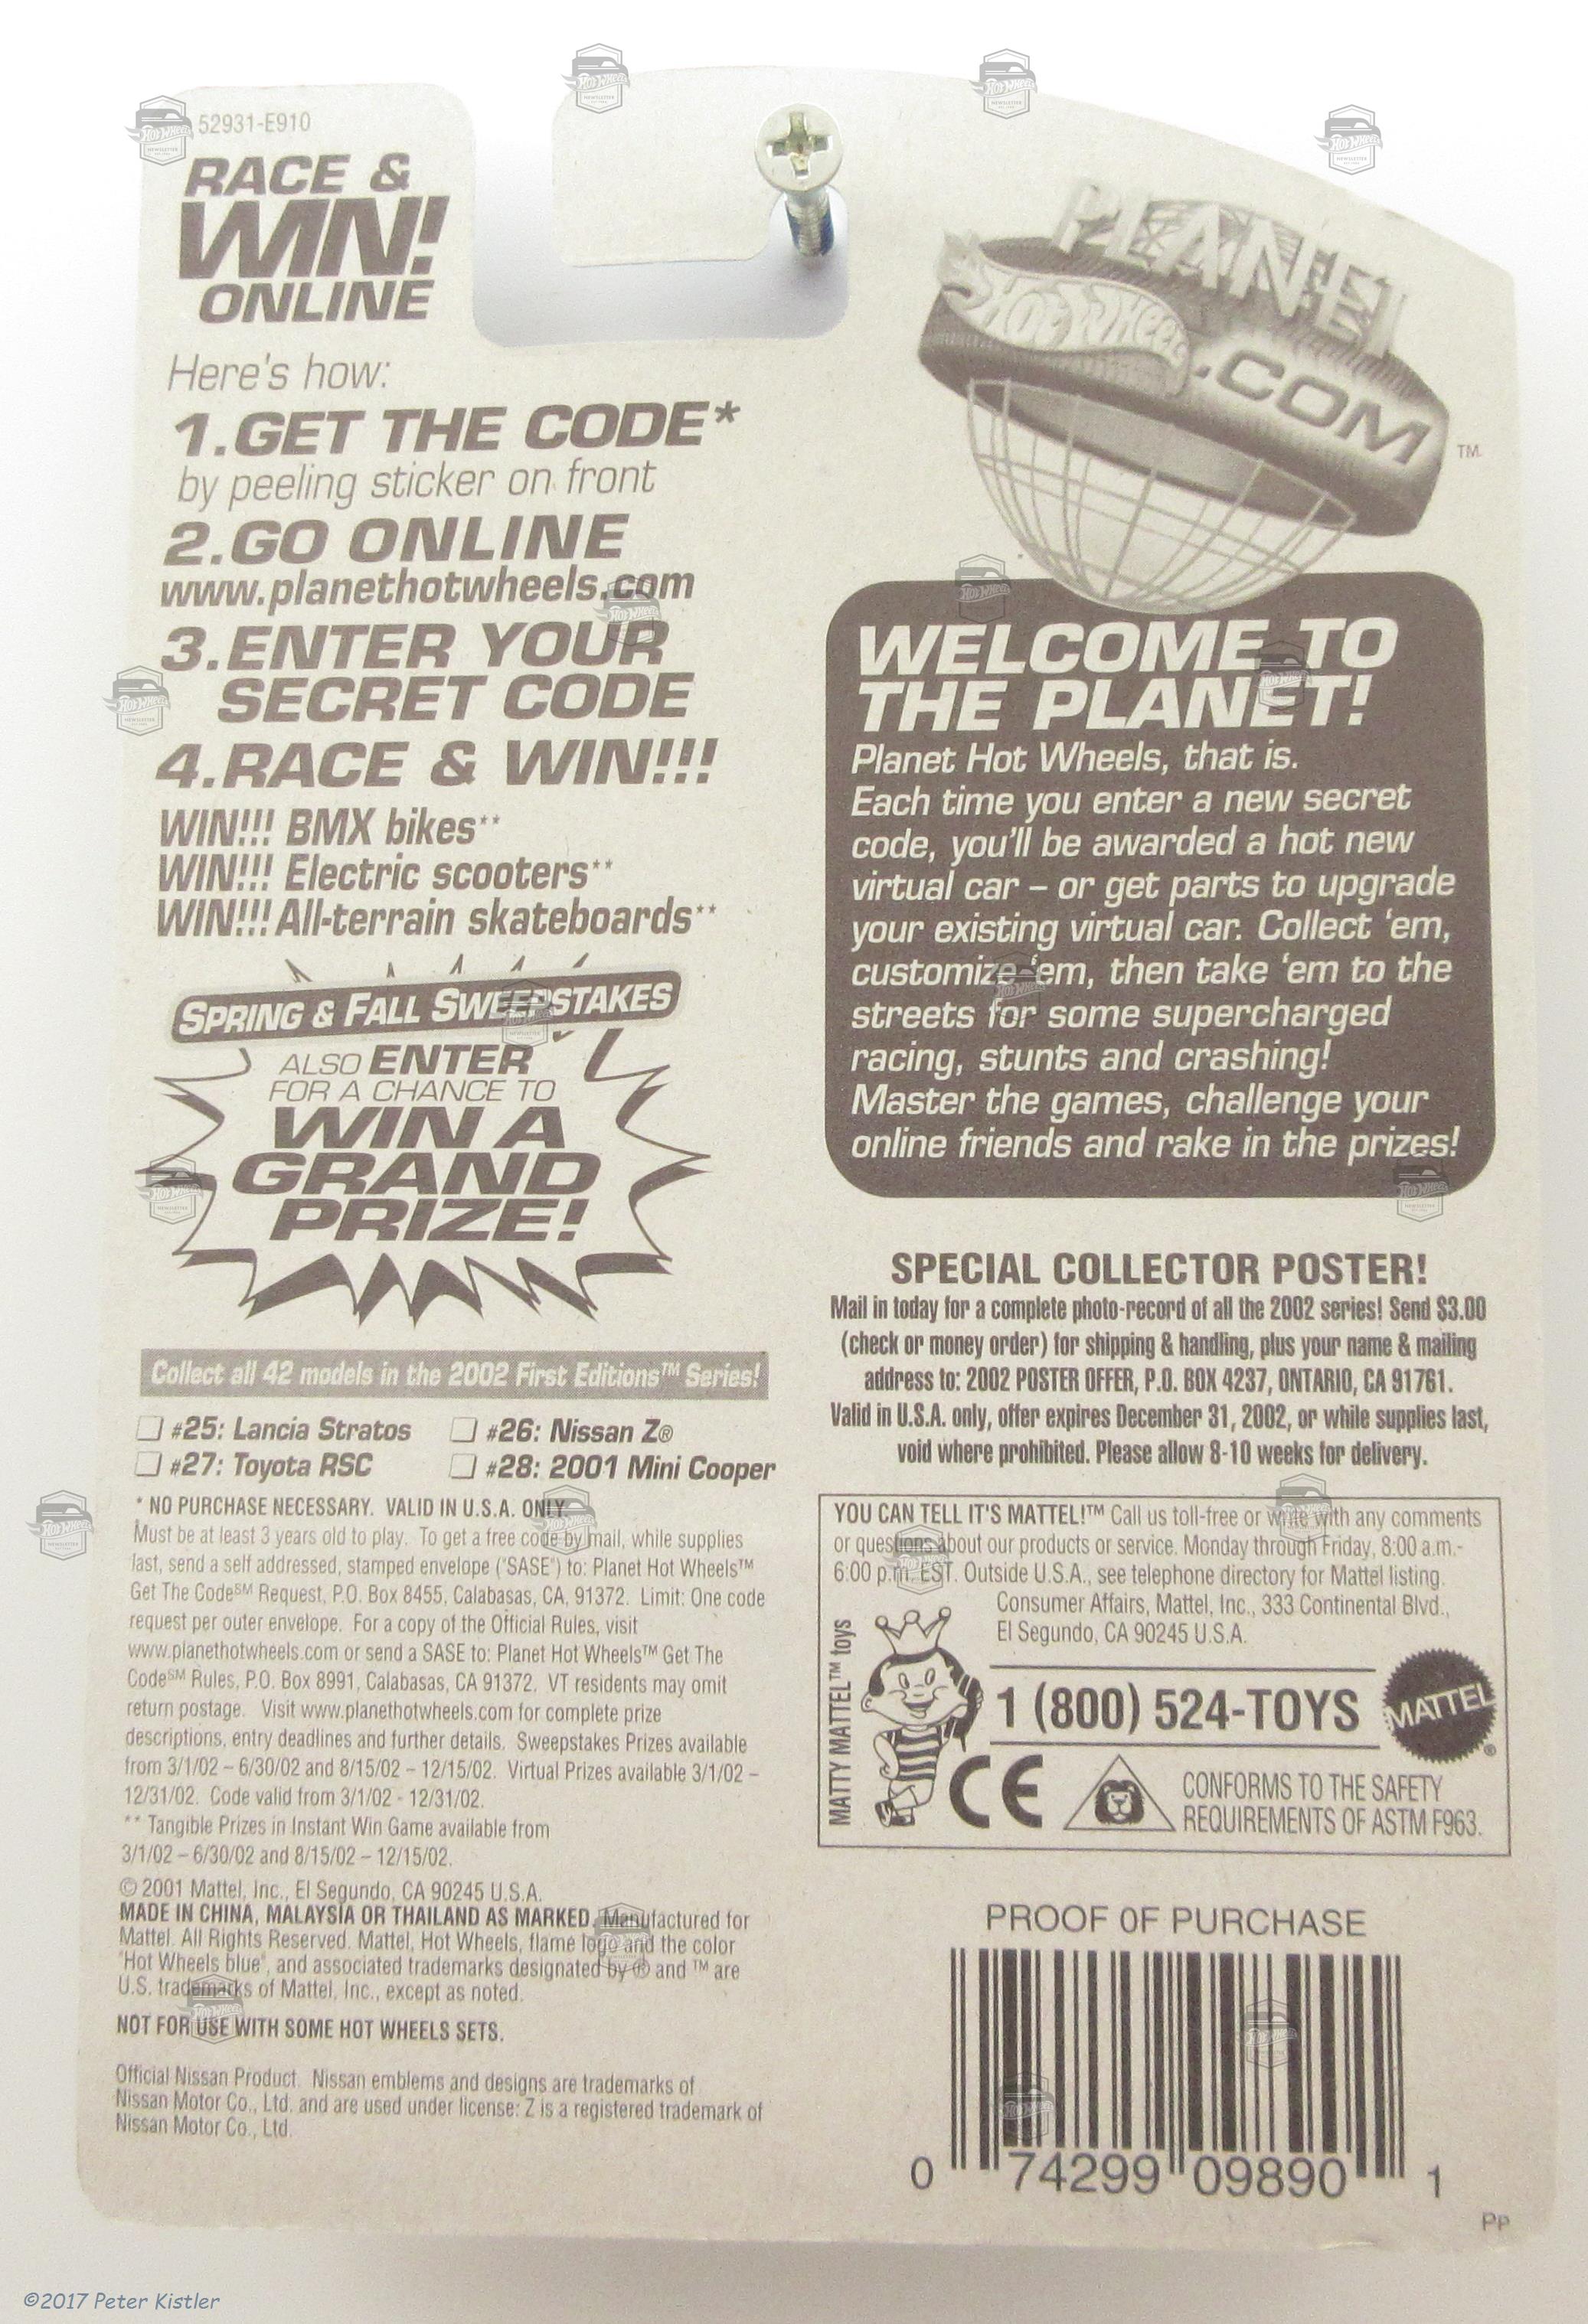 52931-E910
RACE &
WIN!
ONLINE
Here's how:
1.GET THE CODE*
by peeling sticker on front
2.GO ONLINE
www.planethotwheels.com
3.ENTER YOUR
SECRET CODE
4.RACE & WIN!!!
WIN!!! BMX bikes**
WIN!!! Electric scooters**
WIN!!! All-terrain skateboards**
SPRING & FALL SWEEPSTAKES
ALSO ENTER
FOR A CHANCE TO
WIN A
GRAND
PRIZE!
Collect all 42 models in the 2002 First Editions™ Series!
#25: Lancia Stratos
#26: Nissan Z®
#27: Toyota RSC
#28: 2001 Mini Cooper
* NO PURCHASE NECESSARY. VALID IN U.S.A. ONLY.
Must be at least 3 years old to play. To get a free code by mail, while supplies
last, send a self addressed, stamped envelope ("SASE") to: Planet Hot Wheels™
Get The Code℠ Request, P.O. Box 8455, Calabasas, CA, 91372. Limit: One code
request per outer envelope. For a copy of the Official Rules, visit
www.planethotwheels.com or send a SASE to: Planet Hot Wheels™ Get The
Code℠ Rules, P.O. Box 8991, Calabasas, CA 91372. VT residents may omit
return postage. Visit www.planethotwheels.com for complete prize
descriptions, entry deadlines and further details. Sweepstakes Prizes available
from 3/1/02 – 6/30/02 and 8/15/02 – 12/15/02. Virtual Prizes available 3/1/02 –
12/31/02. Code valid from 3/1/02 - 12/31/02.
** Tangible Prizes in Instant Win Game available from
3/1/02 – 6/30/02 and 8/15/02 – 12/15/02.
© 2001 Mattel, Inc., El Segundo, CA 90245 U.S.A.
MADE IN CHINA, MALAYSIA OR THAILAND AS MARKED. Manufactured for
Mattel. All Rights Reserved. Mattel, Hot Wheels, flame logo and the color
"Hot Wheels blue", and associated trademarks designated by ® and ™ are
U.S. trademarks of Mattel, Inc., except as noted.
NOT FOR USE WITH SOME HOT WHEELS SETS.
Official Nissan Product. Nissan emblems and designs are trademarks of
Nissan Motor Co., Ltd. and are used under license: Z is a registered trademark of
Nissan Motor Co., Ltd.
PLANET
HOT WHEELS
.COM
TM
WELCOME TO
THE PLANET!
Planet Hot Wheels, that is.
Each time you enter a new secret
code, you'll be awarded a hot new
virtual car – or get parts to upgrade
your existing virtual car. Collect 'em,
customize 'em, then take 'em to the
streets for some supercharged
racing, stunts and crashing!
Master the games, challenge your
online friends and rake in the prizes!
SPECIAL COLLECTOR POSTER!
Mail in today for a complete photo-record of all the 2002 series! Send $3.00
(check or money order) for shipping & handling, plus your name & mailing
address to: 2002 POSTER OFFER, P.O. BOX 4237, ONTARIO, CA 91761.
Valid in U.S.A. only, offer expires December 31, 2002, or while supplies last,
void where prohibited. Please allow 8-10 weeks for delivery.
YOU CAN TELL IT'S MATTEL!™ Call us toll-free or write with any comments
or questions about our products or service. Monday through Friday, 8:00 a.m.-
6:00 p.m. EST. Outside U.S.A., see telephone directory for Mattel listing.
Consumer Affairs, Mattel, Inc., 333 Continental Blvd.,
El Segundo, CA 90245 U.S.A.
MATTY MATTEL™ toys
1 (800) 524-TOYS
MATTEL
®
CE
CONFORMS TO THE SAFETY
REQUIREMENTS OF ASTM F963.
PROOF OF PURCHASE
0 74299 09890 1
PP
©2017 Peter Kistler